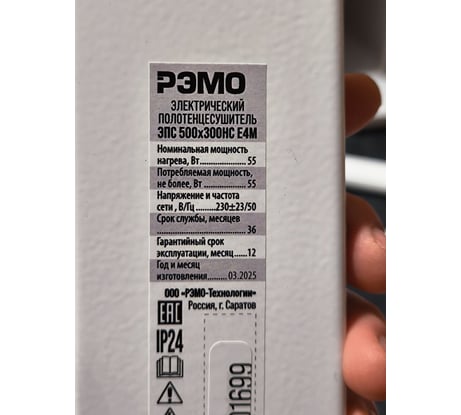 РЭМО
ЭЛЕКТРИЧЕСКИЙ
ПОЛОТЕНЦЕСУШИТЕЛЬ
ЭПС 500х300НС Е4М
Номинальная мощность
нагрева, Вт.................55
Потребляемая мощность,
не более, Вт................55
Напряжение и частота
сети , В/Гц .........230±23/50
Срок службы, месяцев
36
Гарантийный срок
эксплуатации, месяц......12
Год и месяц
изготовления.........03.2025
ООО «РЭМО-Технологии»
Россия, г. Саратов
ЕАС
IP24